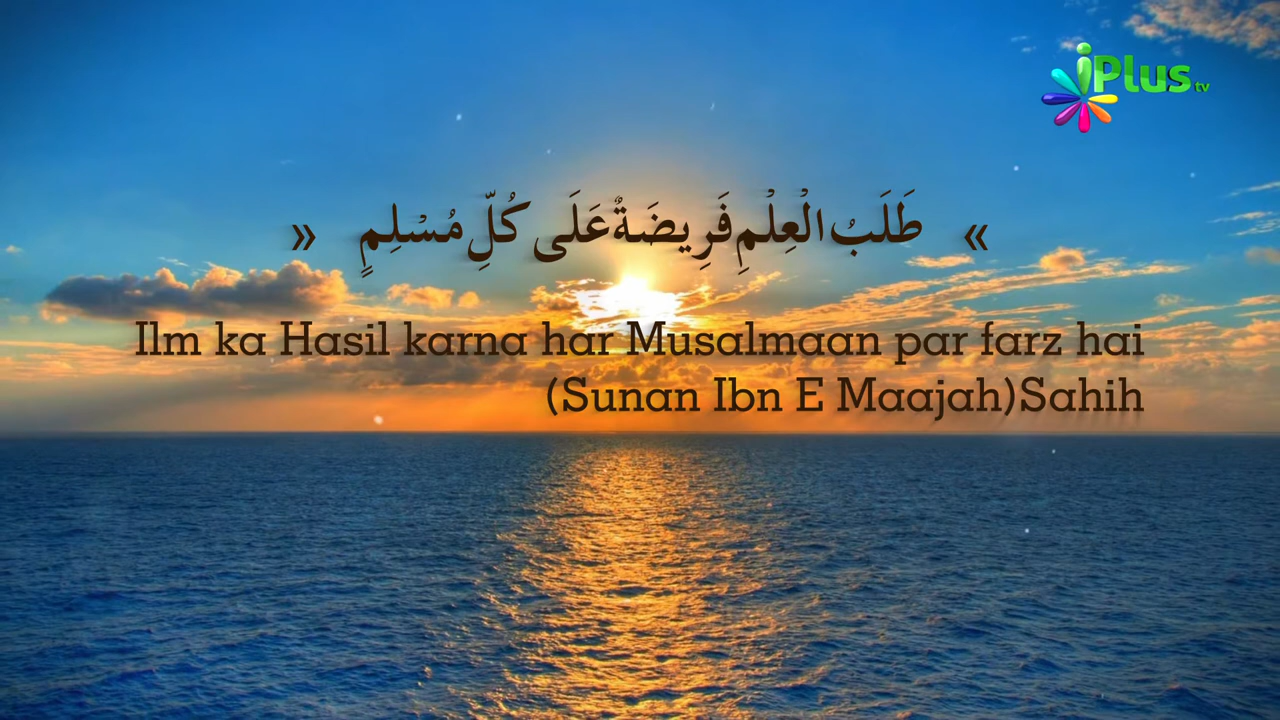 iPlus tv
« طَلَبُ الْعِلْمِ فَرِيضَةٌ عَلَى كُلِّ مُسْلِمٍ »
Ilm ka Hasil karna har Musalmaan par farz hai
(Sunan Ibn E Maajah)Sahih